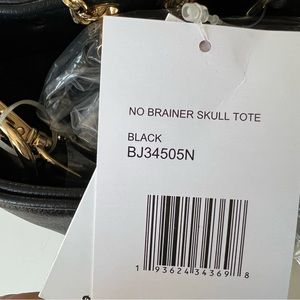 NO BRAINER SKULL TOTE
BLACK
BJ34505N
1 93624 34369 8